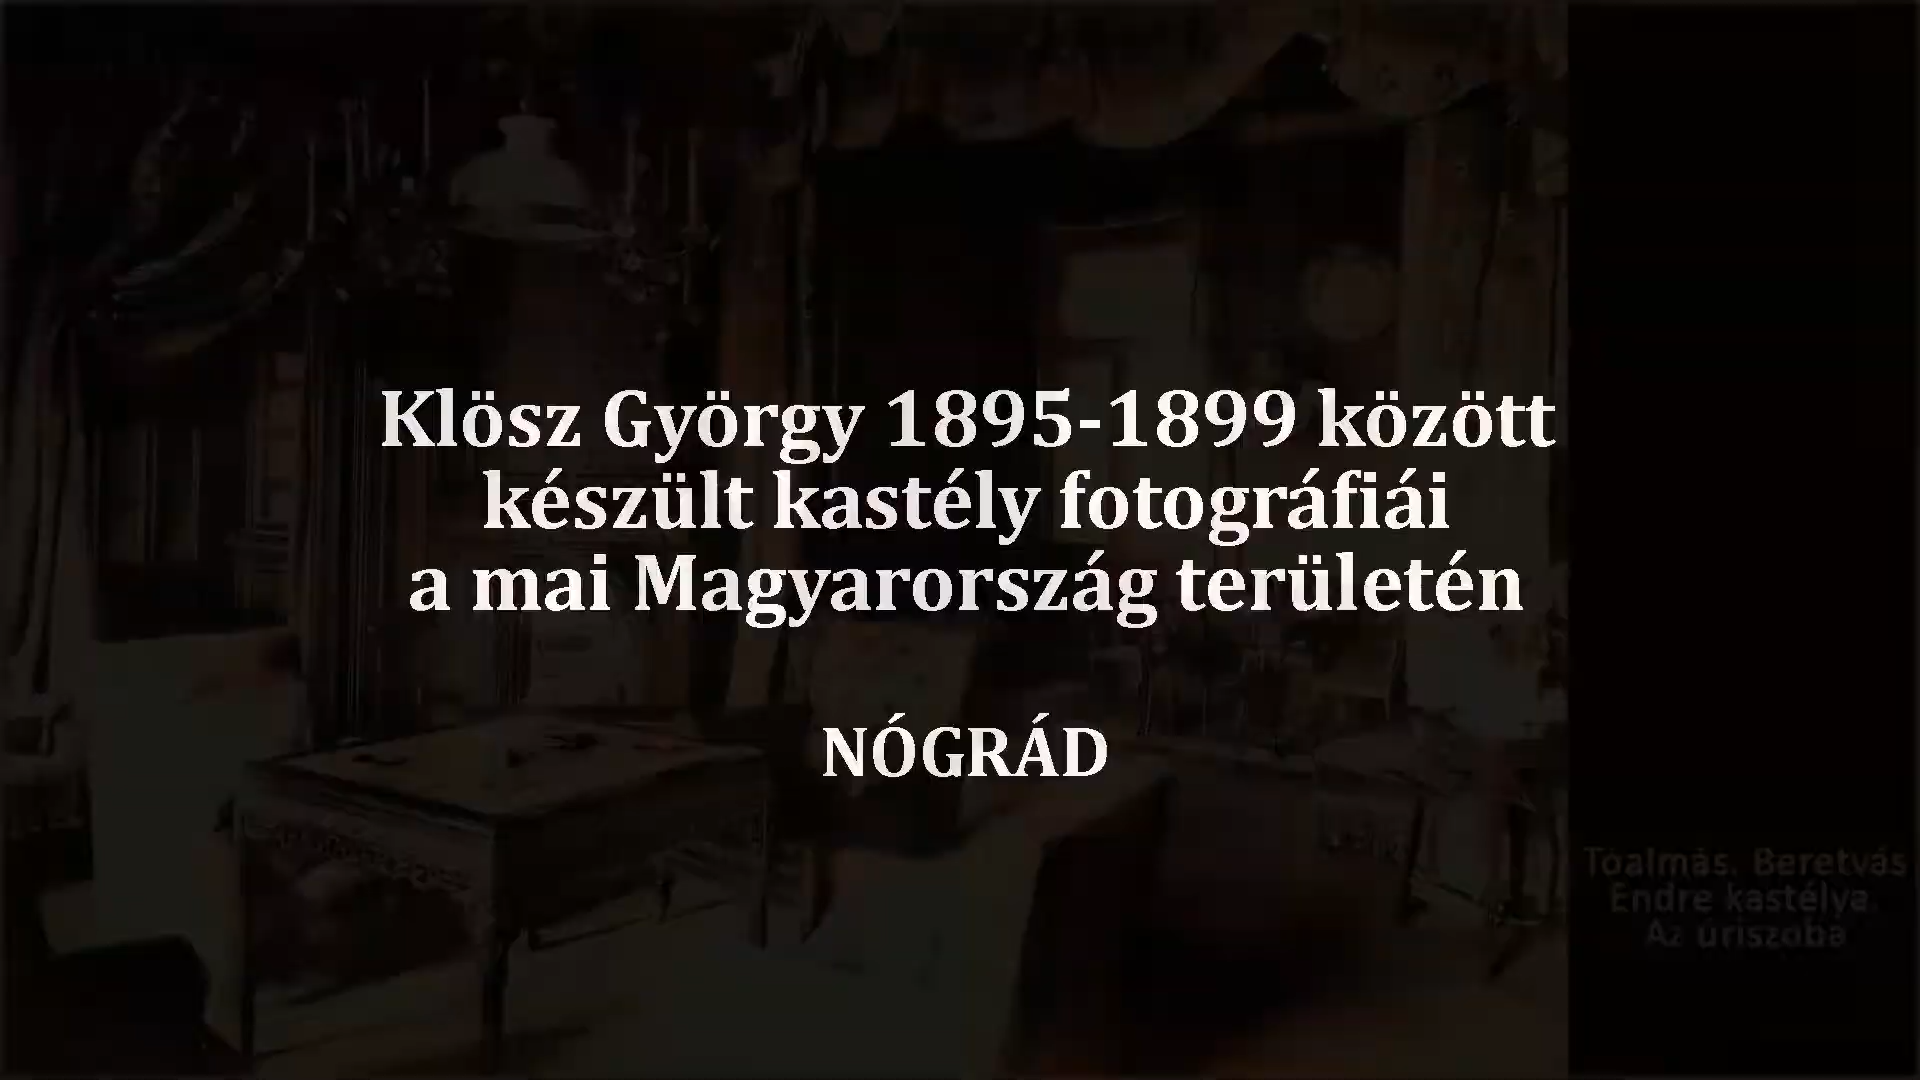 Klösz György 1895-1899 között
készült kastély fotográfiái
a mai Magyarország területén
NÓGRÁD
Tóalmás. Beretvás
Endre kastélya.
Az úriszoba